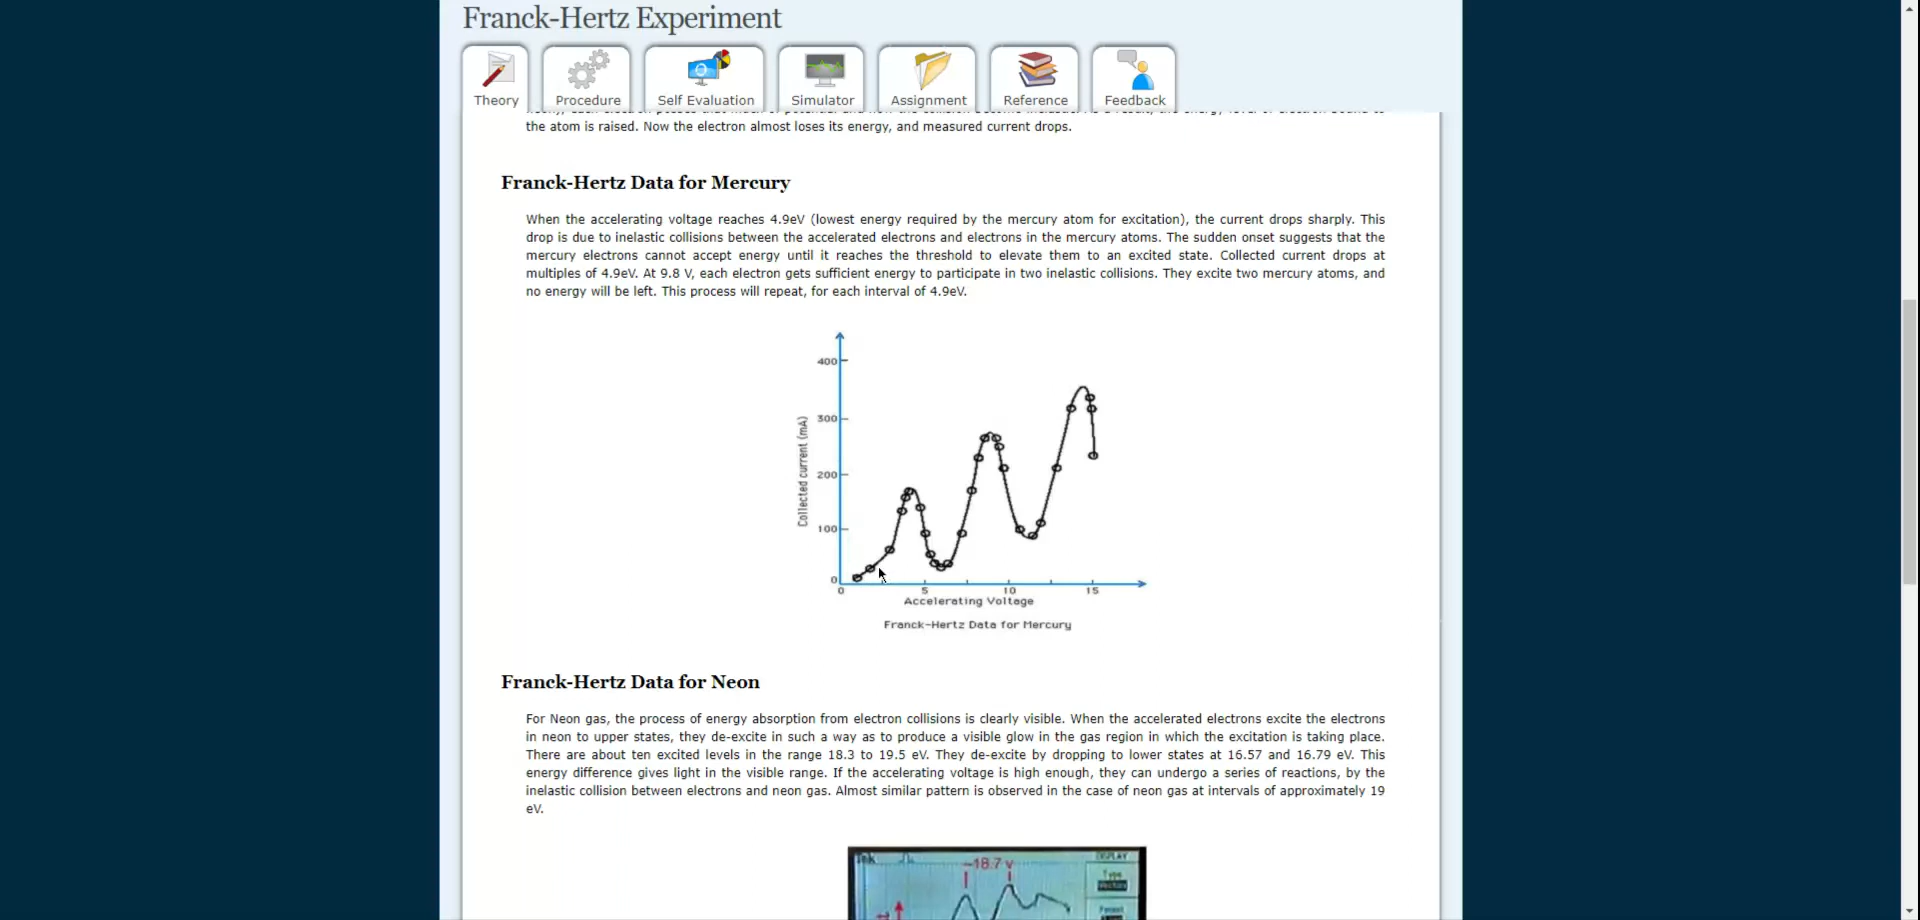 Franck-Hertz Experiment
Theory
Procedure
Self Evaluation
Simulator
Assignment
Reference
Feedback
the atom is raised. Now the electron almost loses its energy, and measured current drops.
Franck-Hertz Data for Mercury
When the accelerating voltage reaches 4.9eV (lowest energy required by the mercury atom for excitation), the current drops sharply. This
drop is due to inelastic collisions between the accelerated electrons and electrons in the mercury atoms. The sudden onset suggests that the
mercury electrons cannot accept energy until it reaches the threshold to elevate them to an excited state. Collected current drops at
multiples of 4.9eV. At 9.8 V, each electron gets sufficient energy to participate in two inelastic collisions. They excite two mercury atoms, and
no energy will be left. This process will repeat, for each interval of 4.9eV.
400
300
200
100
0
Collected current (mA)
0 5 10 15
Accelerating Voltage
Franck-Hertz Data for Mercury
Franck-Hertz Data for Neon
For Neon gas, the process of energy absorption from electron collisions is clearly visible. When the accelerated electrons excite the electrons
in neon to upper states, they de-excite in such a way as to produce a visible glow in the gas region in which the excitation is taking place.
There are about ten excited levels in the range 18.3 to 19.5 eV. They de-excite by dropping to lower states at 16.57 and 16.79 eV. This
energy difference gives light in the visible range. If the accelerating voltage is high enough, they can undergo a series of reactions, by the
inelastic collision between electrons and neon gas. Almost similar pattern is observed in the case of neon gas at intervals of approximately 19
eV.
Tek
18.7 v
DISPLAY
Type